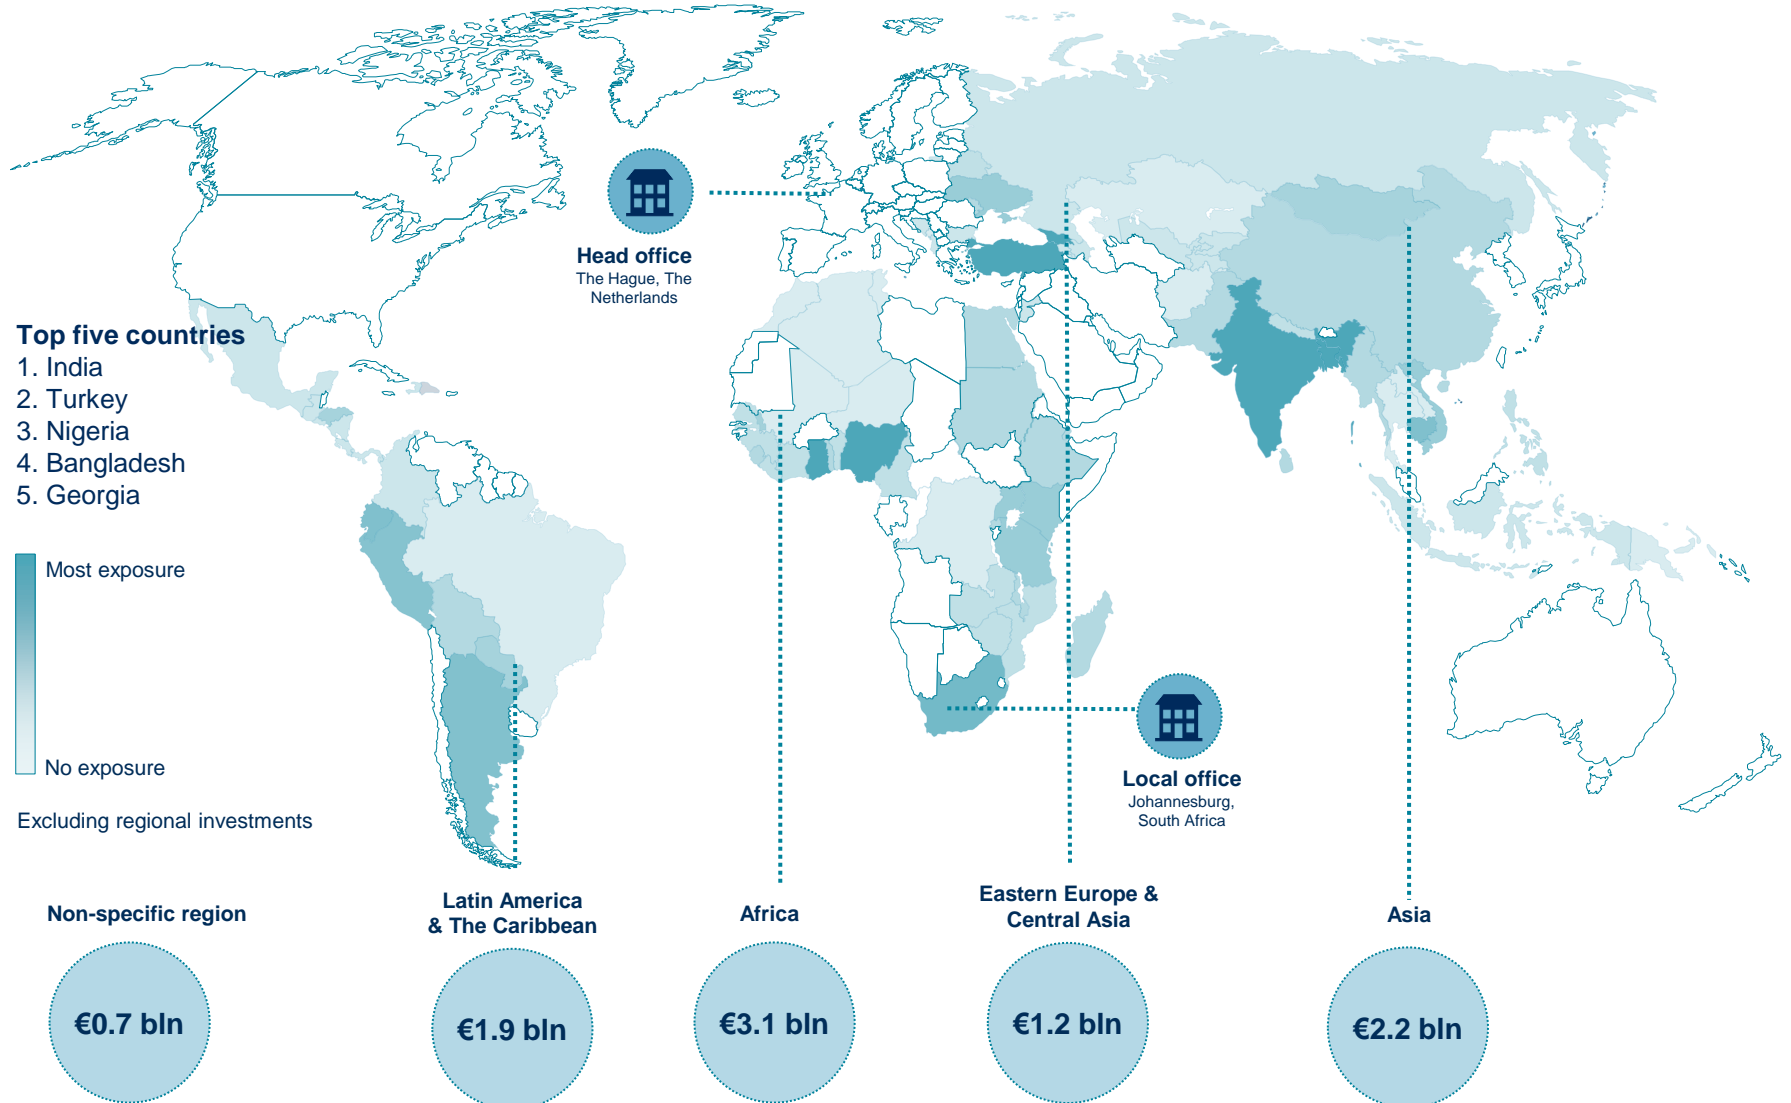 Head office
The Hague, The
Netherlands
Top five countries
1. India
2. Turkey
3. Nigeria
4. Bangladesh
5. Georgia
Most exposure
No exposure
Excluding regional investments
Local office
Johannesburg,
South Africa
Non-specific region
€0.7 bln
Latin America
& The Caribbean
€1.9 bln
Africa
€3.1 bln
Eastern Europe &
Central Asia
€1.2 bln
Asia
€2.2 bln